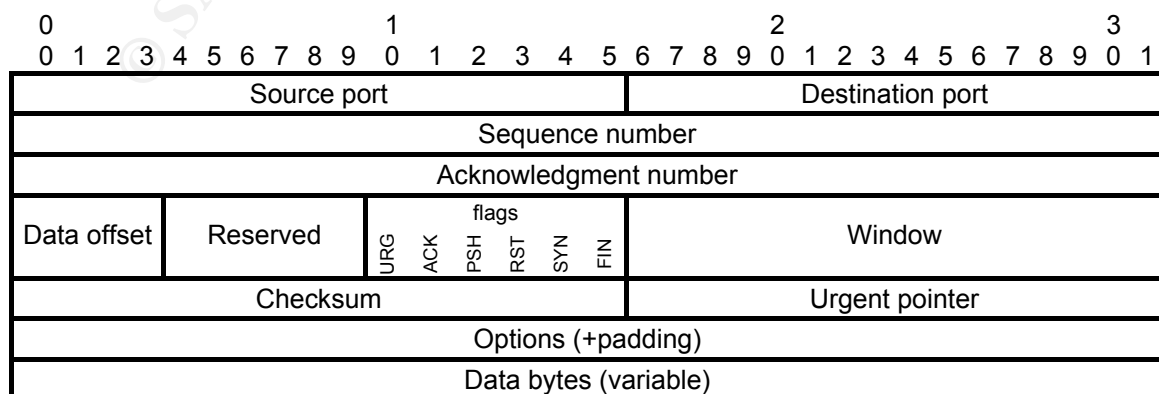 0 1 2 3
0 1 2 3 4 5 6 7 8 9 0 1 2 3 4 5 6 7 8 9 0 1 2 3 4 5 6 7 8 9 0 1
Source port Destination port
Sequence number
Acknowledgment number
Data offset Reserved flags Window
URG ACK PSH RST SYN FIN
Checksum Urgent pointer
Options (+padding)
Data bytes (variable)